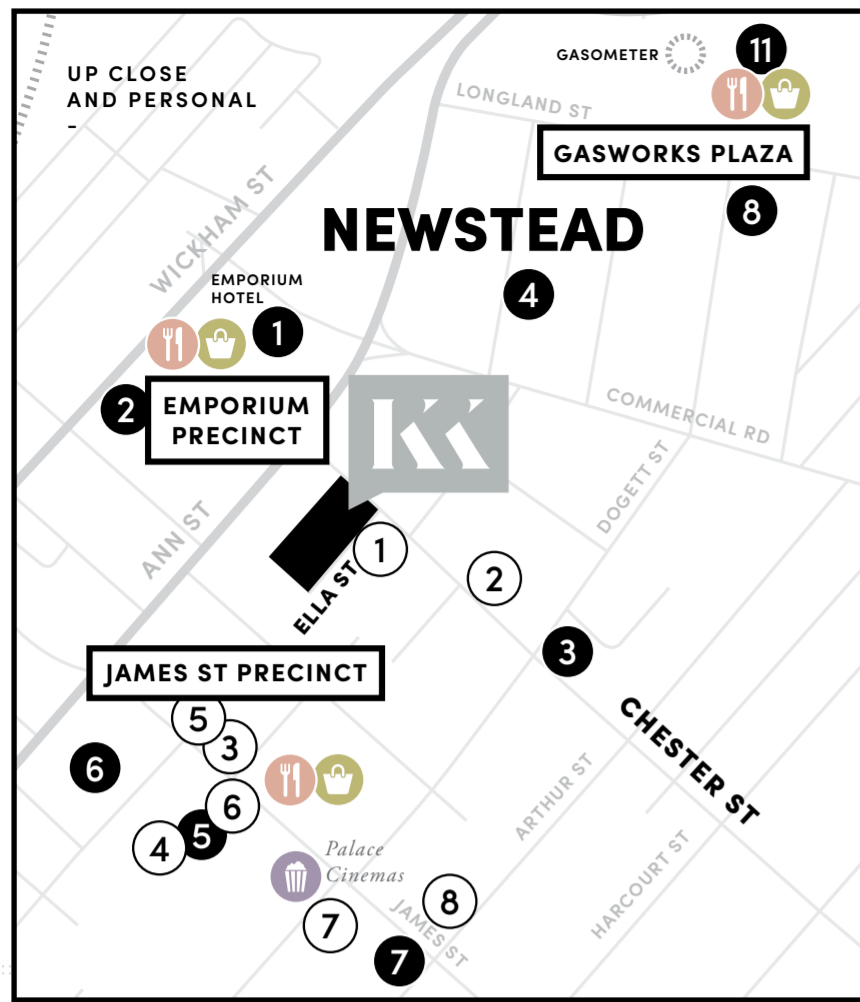 UP CLOSE
AND PERSONAL
-
GASOMETER
11
LONGLAND ST
GASWORKS PLAZA
8
WICKHAM ST
NEWSTEAD
4
EMPORIUM
HOTEL
1
2
EMPORIUM
PRECINCT
KK
COMMERCIAL RD
DOGETT ST
ANN ST
1
ELLA ST
2
3
JAMES ST PRECINCT
5
3
6
CHESTER ST
6
5
4
ARTHUR ST
Palace
Cinemas
HARCOURT ST
8
7
JAMES ST
7